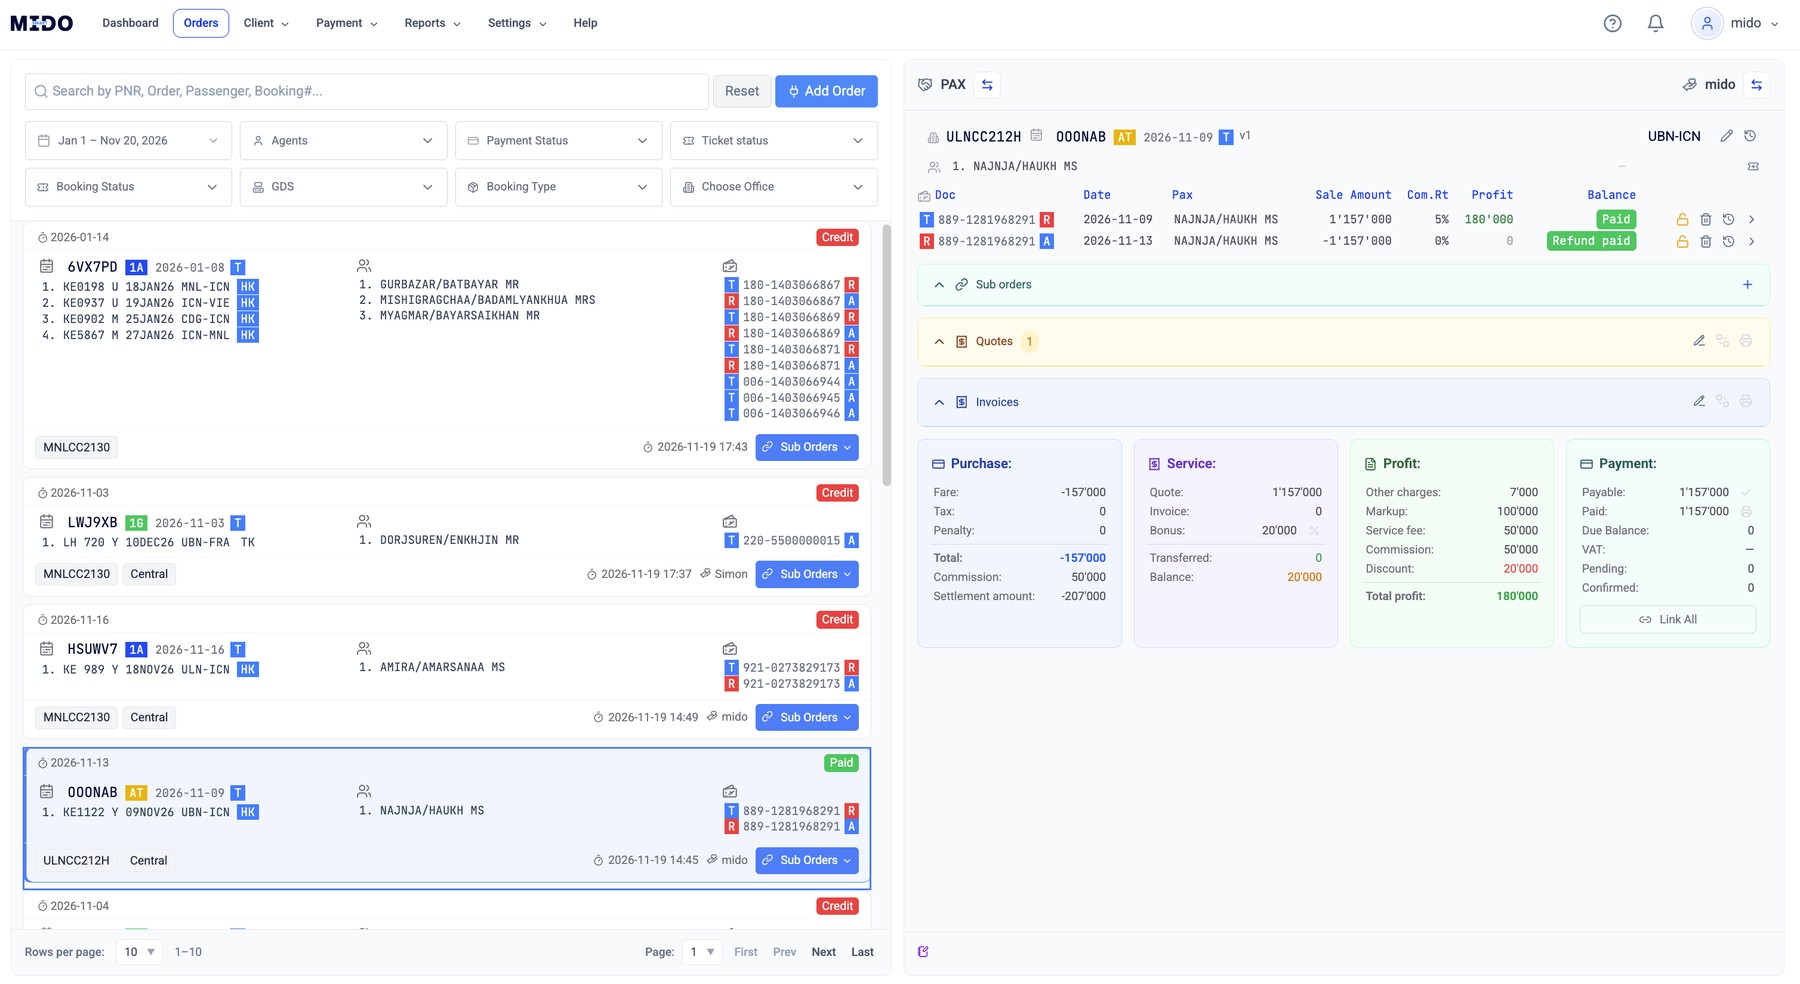 MIDO Dashboard Orders Client Payment Reports Settings Help mido
Search by PNR, Order, Passenger, Booking#... Reset Add Order
Jan 1 – Nov 20, 2026 Agents Payment Status Ticket status
Booking Status GDS Booking Type Choose Office
2026-01-14 Credit
6VX7PD 1A 2026-01-08 T
1. KE0198 U 18JAN26 MNL-ICN HK
2. KE0937 U 19JAN26 ICN-VIE HK
3. KE0902 M 25JAN26 CDG-ICN HK
4. KE5867 M 27JAN26 ICN-MNL HK
1. GURBAZAR/BATBAYAR MR
2. MISHIGRAGCHAA/BADAMLYANKHUA MRS
3. MYAGMAR/BAYARSAIKHAN MR
T 180-1403066867 R
R 180-1403066867 A
T 180-1403066869 R
R 180-1403066869 A
T 180-1403066871 R
R 180-1403066871 A
T 006-1403066944 A
T 006-1403066945 A
T 006-1403066946 A
MNLCC2130 2026-11-19 17:43 Sub Orders
2026-11-03 Credit
LWJ9XB 1G 2026-11-03 T
1. LH 720 Y 10DEC26 UBN-FRA TK
1. DORJSUREN/ENKHJIN MR
T 220-5500000015 A
MNLCC2130 Central 2026-11-19 17:37 Simon Sub Orders
2026-11-16 Credit
HSUWV7 1A 2026-11-16 T
1. KE 989 Y 18NOV26 ULN-ICN HK
1. AMIRA/AMARSANAA MS
T 921-0273829173 R
R 921-0273829173 A
MNLCC2130 Central 2026-11-19 14:49 mido Sub Orders
2026-11-13 Paid
OOONAB AT 2026-11-09 T
1. KE1122 Y 09NOV26 UBN-ICN HK
1. NAJNJA/HAUKH MS
T 889-1281968291 R
R 889-1281968291 A
ULNCC212H Central 2026-11-19 14:45 mido Sub Orders
2026-11-04 Credit
Rows per page: 10 1–10 Page: 1 First Prev Next Last
PAX mido
ULNCC212H OOONAB AT 2026-11-09 T v1 UBN-ICN
1. NAJNJA/HAUKH MS –
Doc Date Pax Sale Amount Com.Rt Profit Balance
T 889-1281968291 R 2026-11-09 NAJNJA/HAUKH MS 1'157'000 5% 180'000 Paid
R 889-1281968291 A 2026-11-13 NAJNJA/HAUKH MS -1'157'000 0% 0 Refund paid
Sub orders
Quotes 1
Invoices
Purchase:
Fare: -157'000
Tax: 0
Penalty: 0
Total: -157'000
Commission: 50'000
Settlement amount: -207'000
Service:
Quote: 1'157'000
Invoice: 0
Bonus: 20'000 %
Transferred: 0
Balance: 20'000
Profit:
Other charges: 7'000
Markup: 100'000
Service fee: 50'000
Commission: 50'000
Discount: 20'000
Total profit: 180'000
Payment:
Payable: 1'157'000
Paid: 1'157'000
Due Balance: 0
VAT: –
Pending: 0
Confirmed: 0
Link All